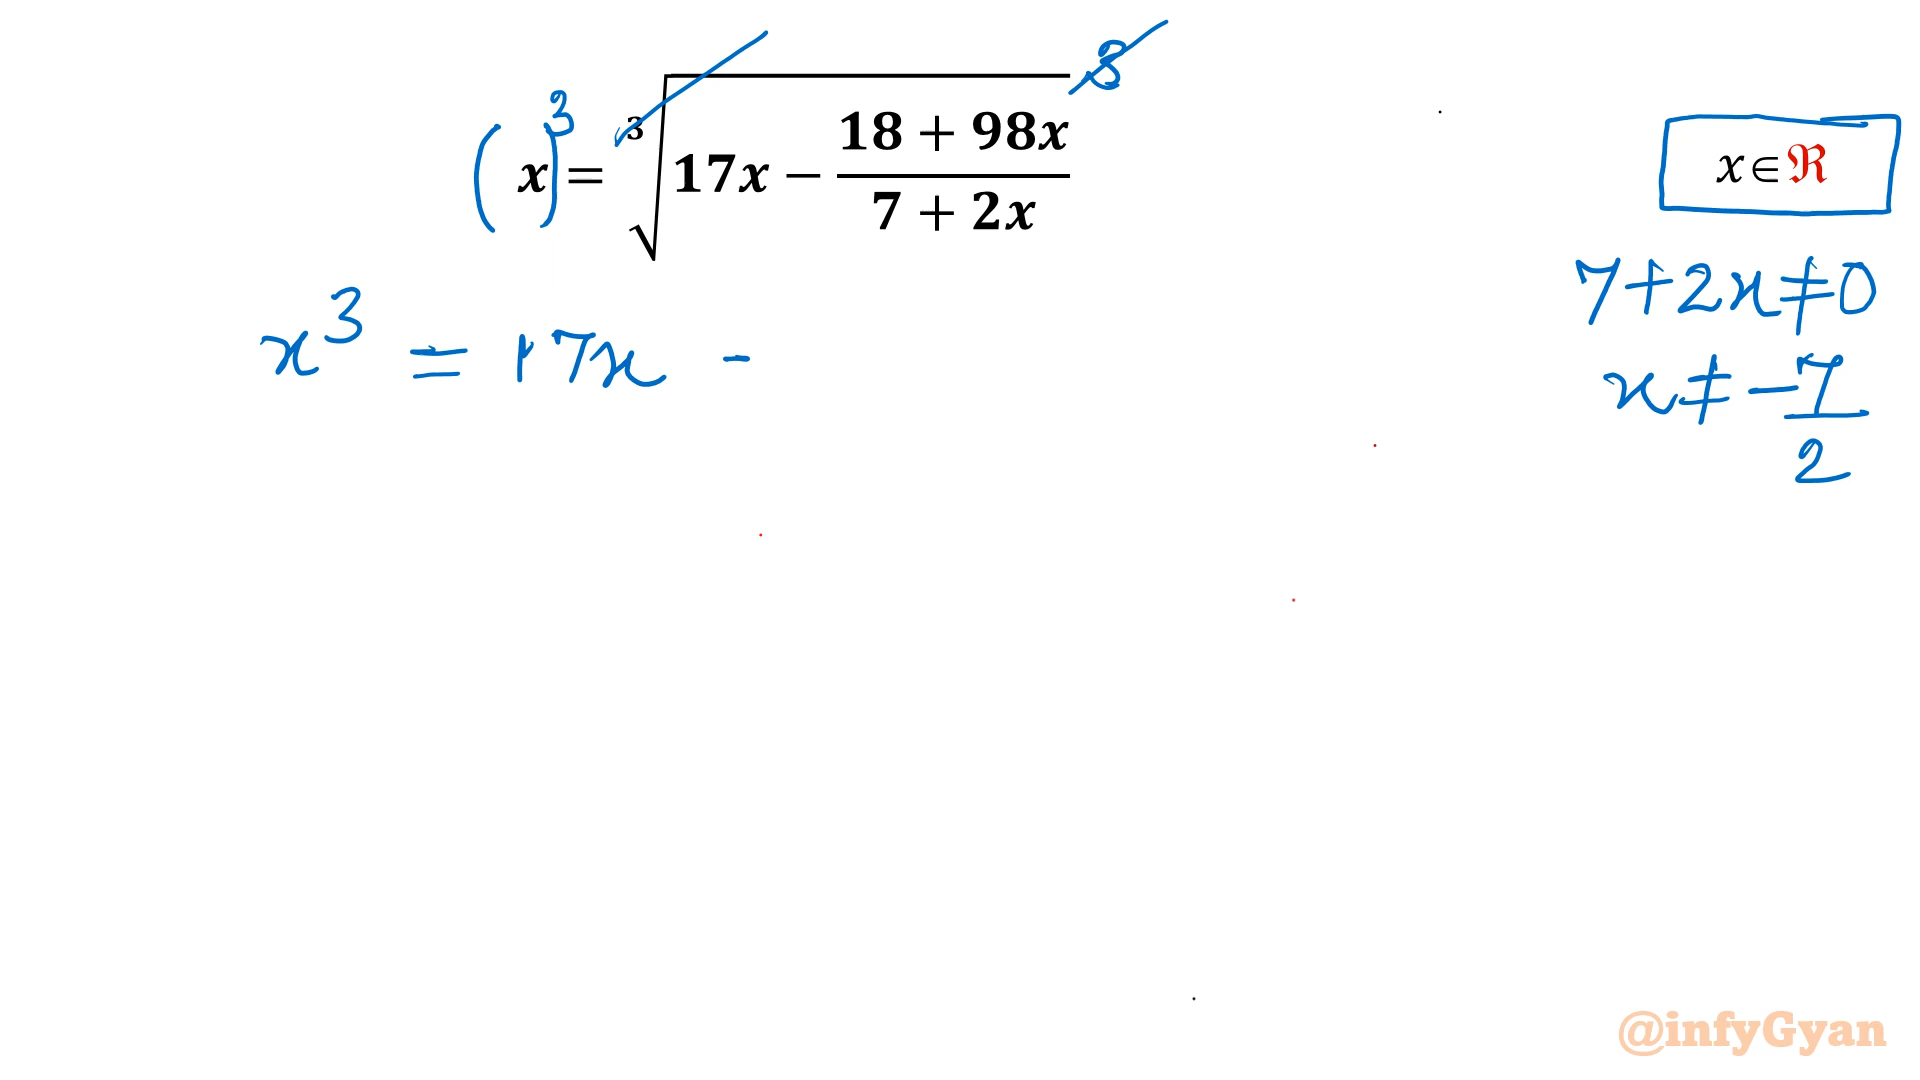 (x)³ = ∛(17x − (18 + 98x)/(7 + 2x)) ³
x ∈ ℜ
7+2x≠0
x³ = 17x -
x ≠ -7/2
@infyGyan